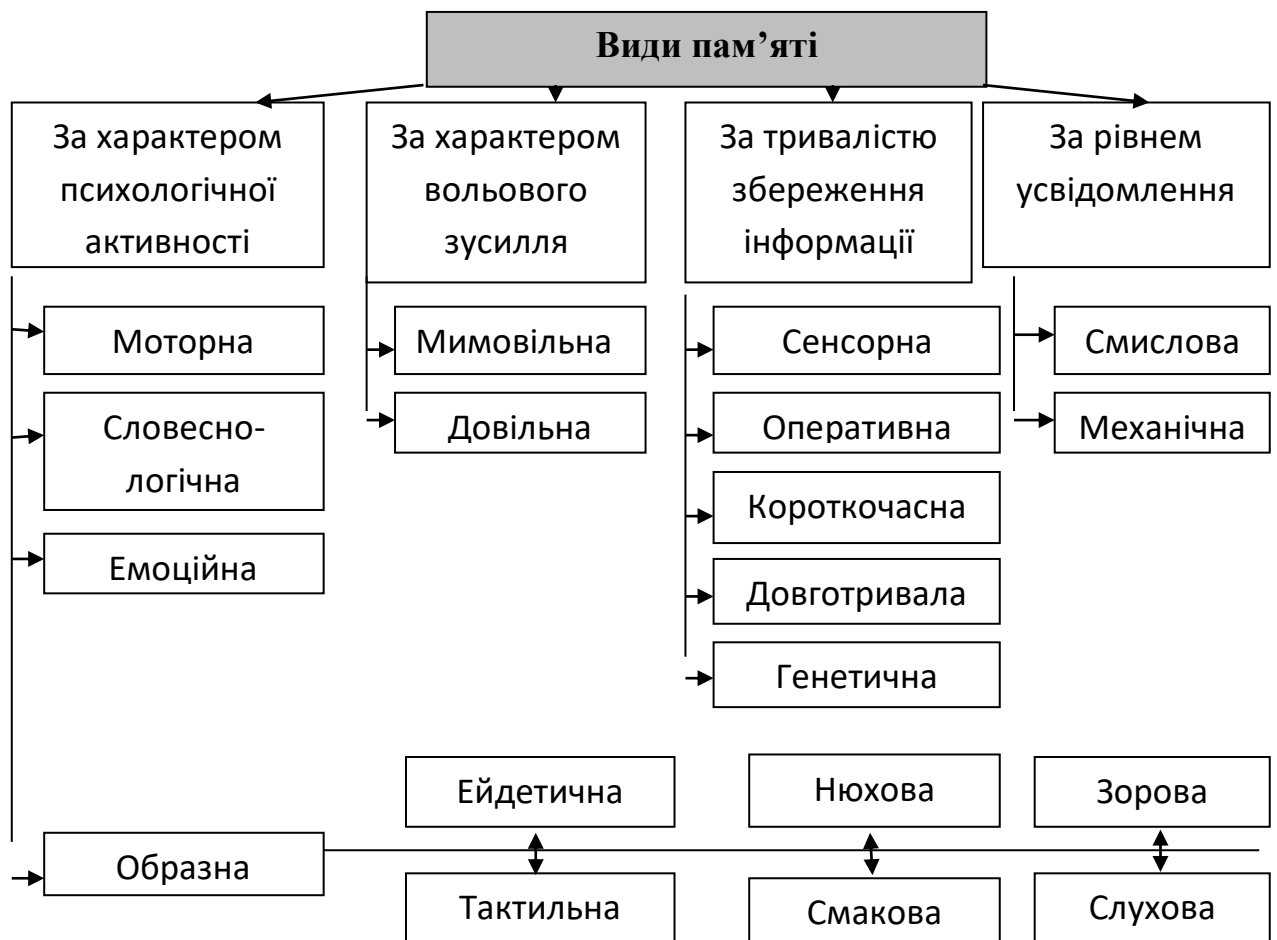 Види пам’яті
За характером
психологічної
активності
За характером
вольового
зусилля
За тривалістю
збереження
інформації
За рівнем
усвідомлення
Моторна
Словесно-
логічна
Емоційна
Образна
Мимовільна
Довільна
Сенсорна
Оперативна
Короткочасна
Довготривала
Генетична
Смислова
Механічна
Ейдетична
Нюхова
Зорова
Тактильна
Смакова
Слухова